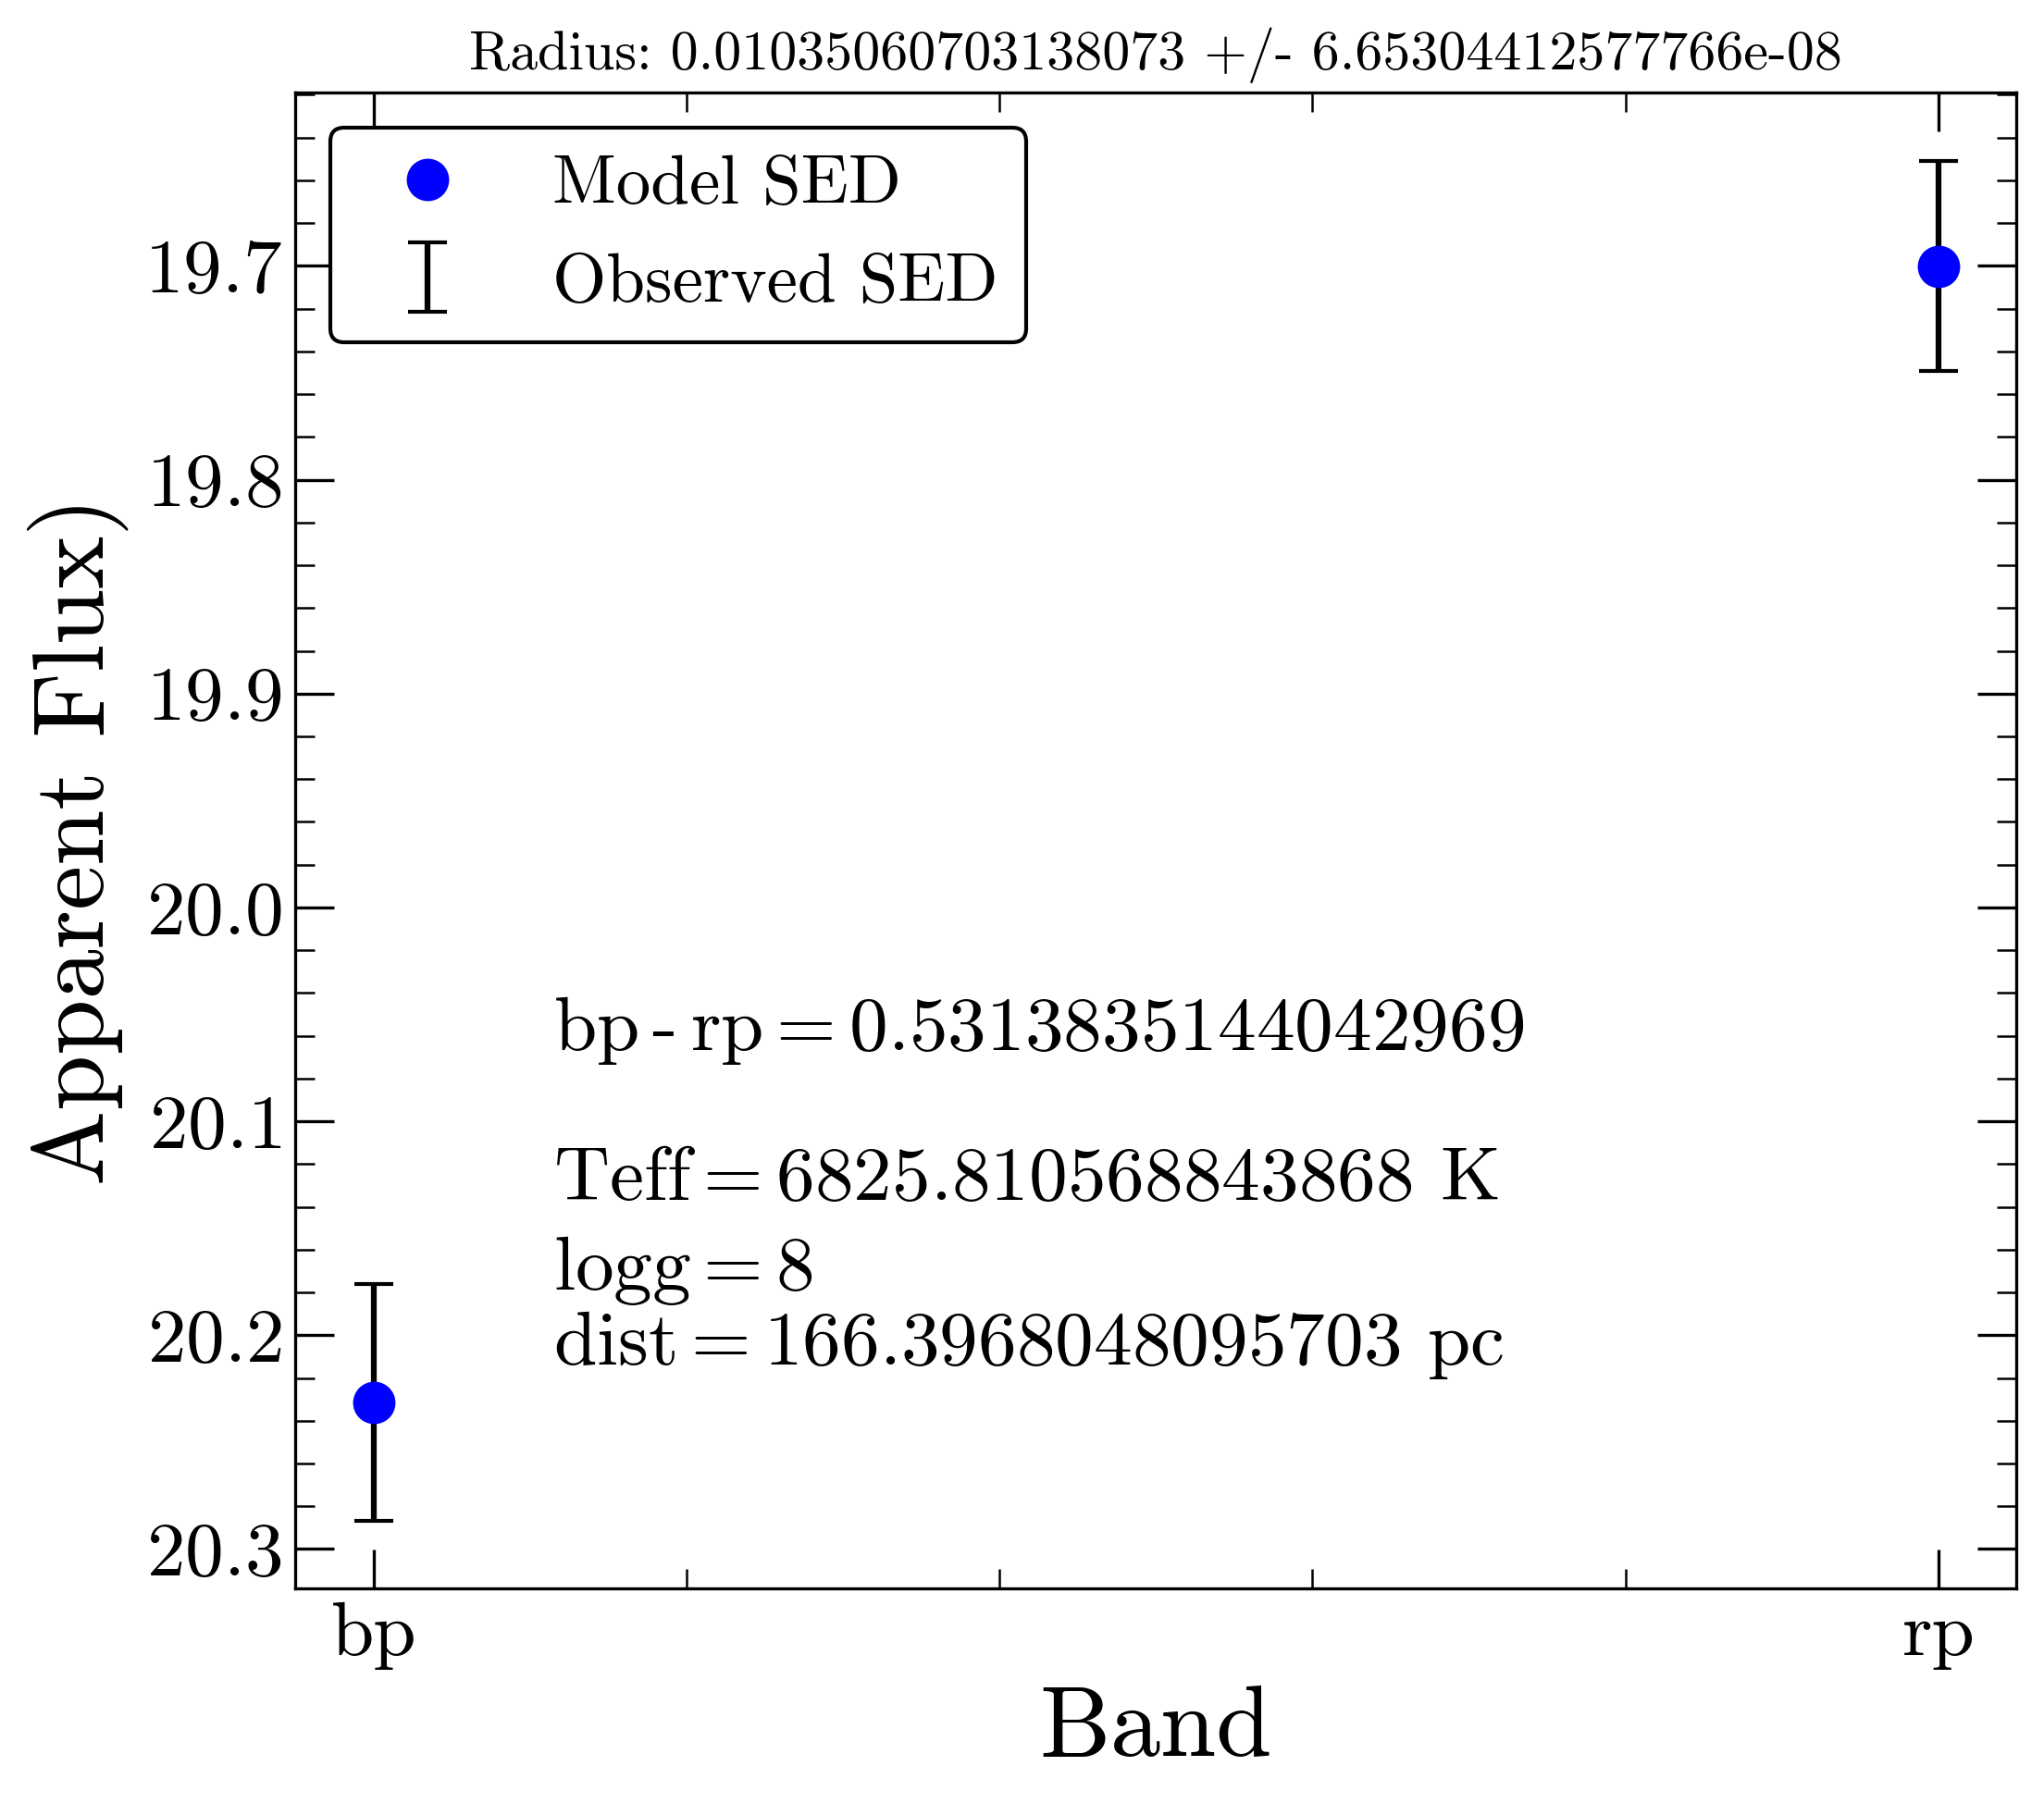 Radius: 0.01035060703138073 +/- 6.65304412577766e-08
Model SED
Observed SED
19.7
19.8
19.9
20.0
20.1
20.2
20.3
Apparent Flux)
bp - rp = 0.5313835144042969
Teff = 6825.810568843868 K
logg = 8
dist = 166.3968048095703 pc
bp
rp
Band